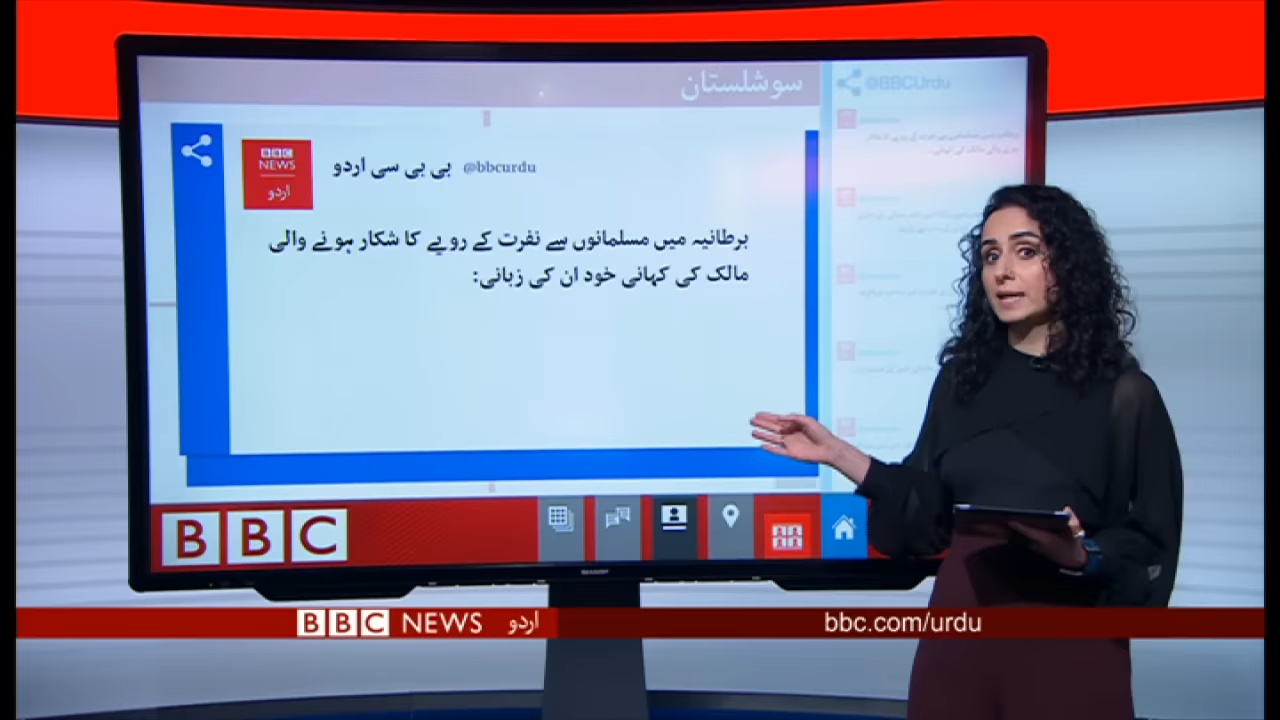 سوشلستان
@BBCUrdu
BBC
NEWS
اردو
بی بی سی اردو @bbcurdu
برطانیہ میں مسلمانوں سے نفرت کے رویے کا شکار ہونے والی
مالک کی کہانی خود ان کی زبانی:
BBC
BBC NEWS اردو
bbc.com/urdu